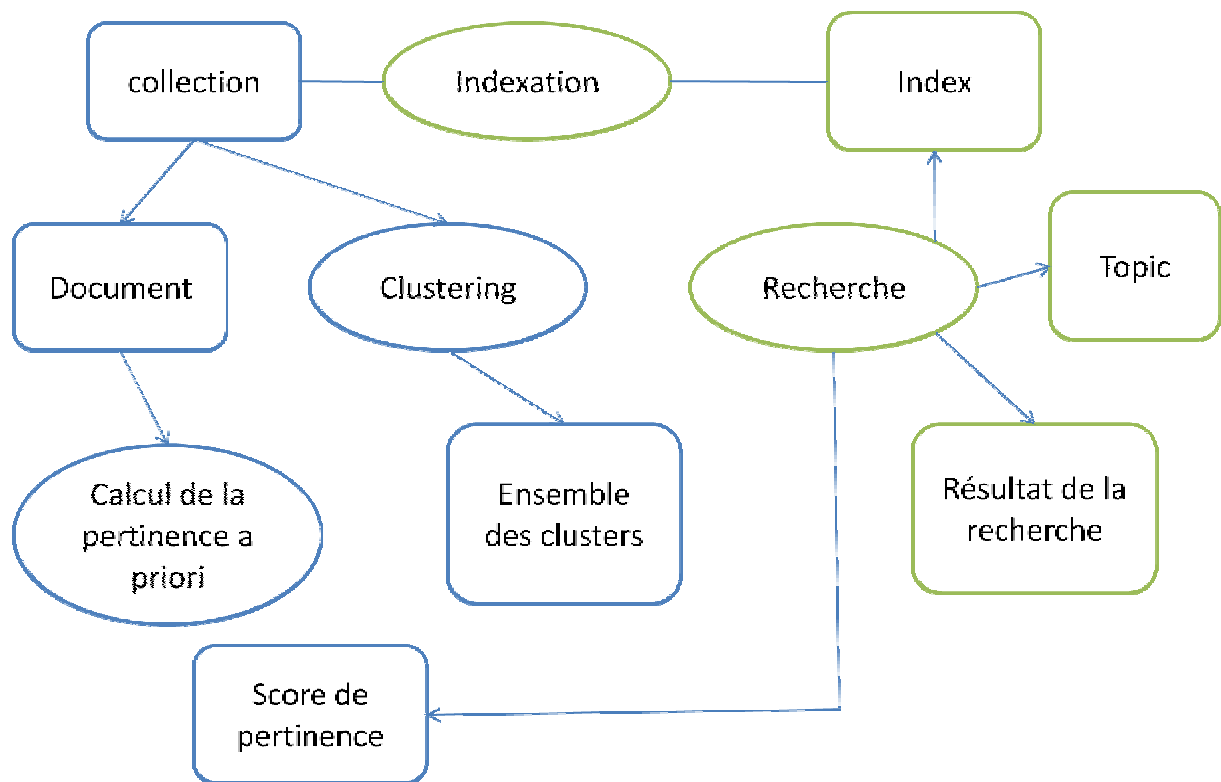 collection
Indexation
Index
Document
Clustering
Recherche
Topic
Calcul de la
pertinence a
priori
Ensemble
des clusters
Résultat de la
recherche
Score de
pertinence